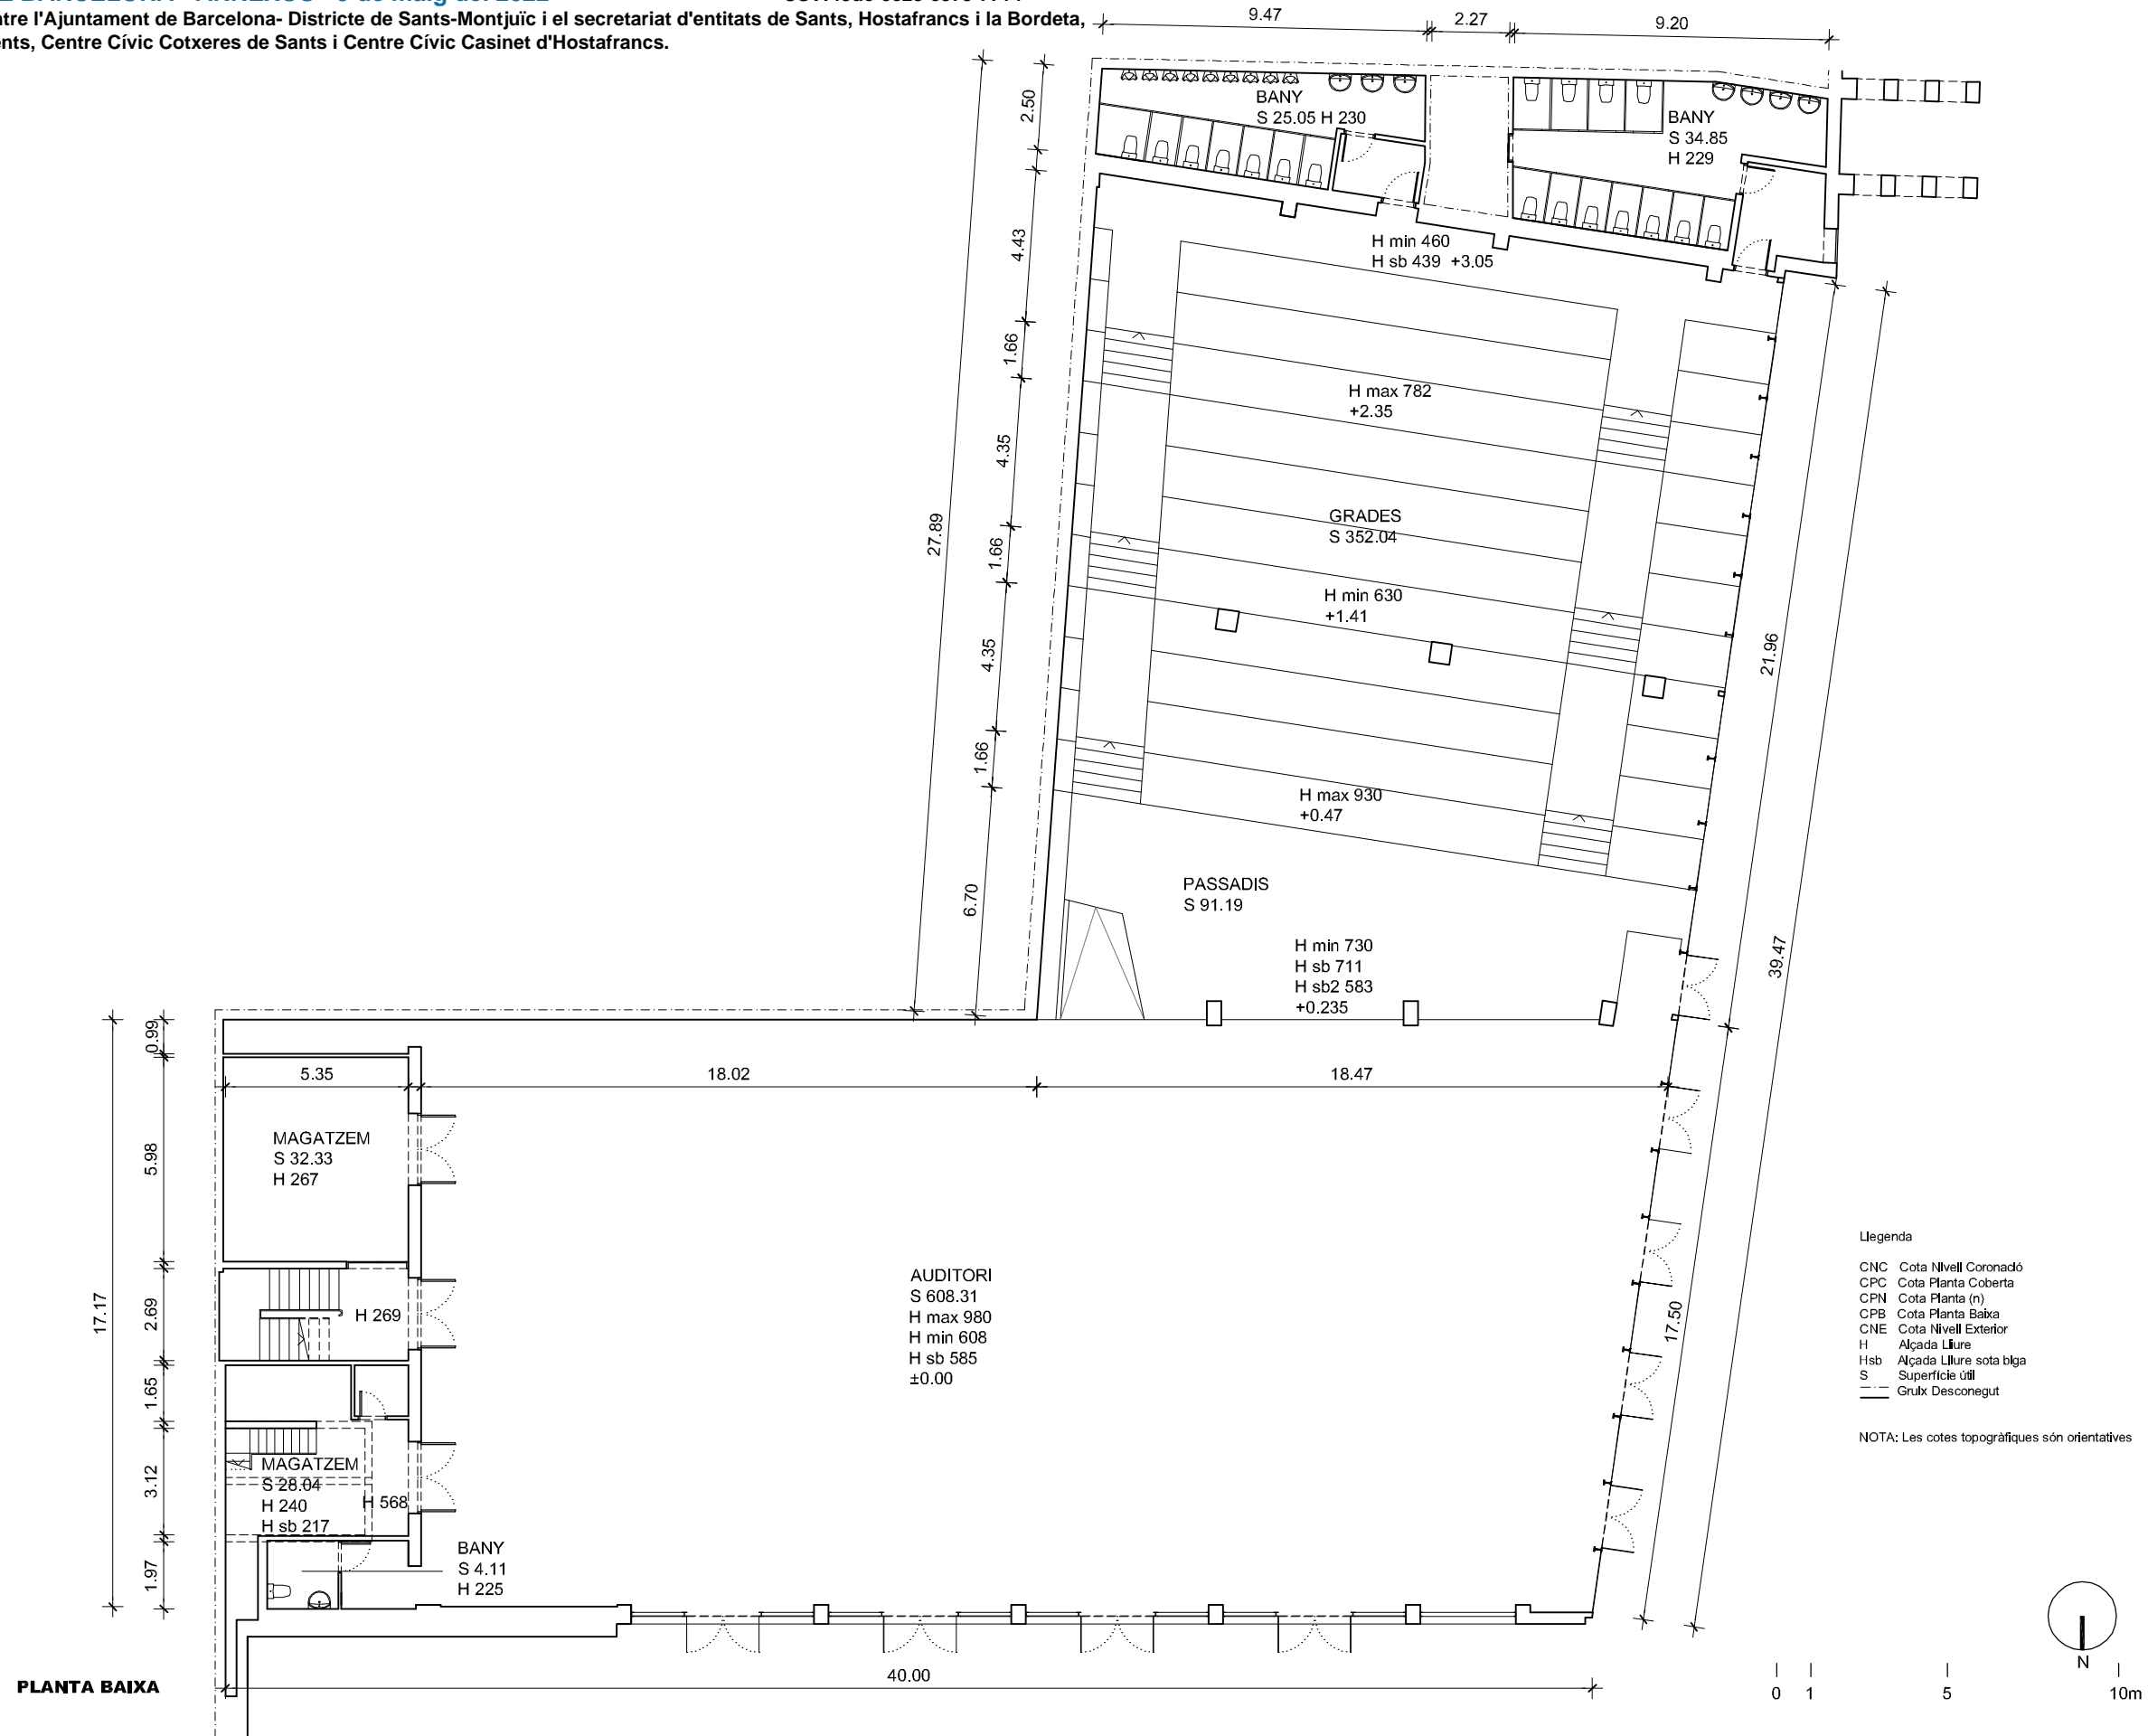 entre l'Ajuntament de Barcelona- Districte de Sants-Montjuïc i el secretariat d'entitats de Sants, Hostafrancs i la Bordeta,
Centre Cívic Cotxeres de Sants i Centre Cívic Casinet d'Hostafrancs.
9.47
2.27
9.20
2.50
4.43
1.66
4.35
1.66
4.35
1.66
6.70
27.89
BANY
S 25.05 H 230
BANY
S 34.85
H 229
H min 460
H sb 439 +3.05
H max 782
+2.35
GRADES
S 352.04
H min 630
+1.41
H max 930
+0.47
21.96
39.47
PASSADIS
S 91.19
H min 730
H sb 711
H sb2 583
+0.235
0.99
5.35
18.02
18.47
MAGATZEM
S 32.33
H 267
5.98
17.17
2.69
H 269
1.65
AUDITORI
S 608.31
H max 980
H min 608
H sb 585
±0.00
17.50
3.12
MAGATZEM
S 28.04
H 240
H sb 217
H 568
1.97
BANY
S 4.11
H 225
Llegenda
CNC Cota Nivell Coronació
CPC Cota Planta Coberta
CPN Cota Planta (n)
CPB Cota Planta Baixa
CNE Cota Nivell Exterior
H Alçada Lliure
Hsb Alçada Lliure sota biga
S Superfície útil
Gruix Desconegut
NOTA: Les cotes topogràfiques són orientatives
N
PLANTA BAIXA
40.00
0 1 5 10m